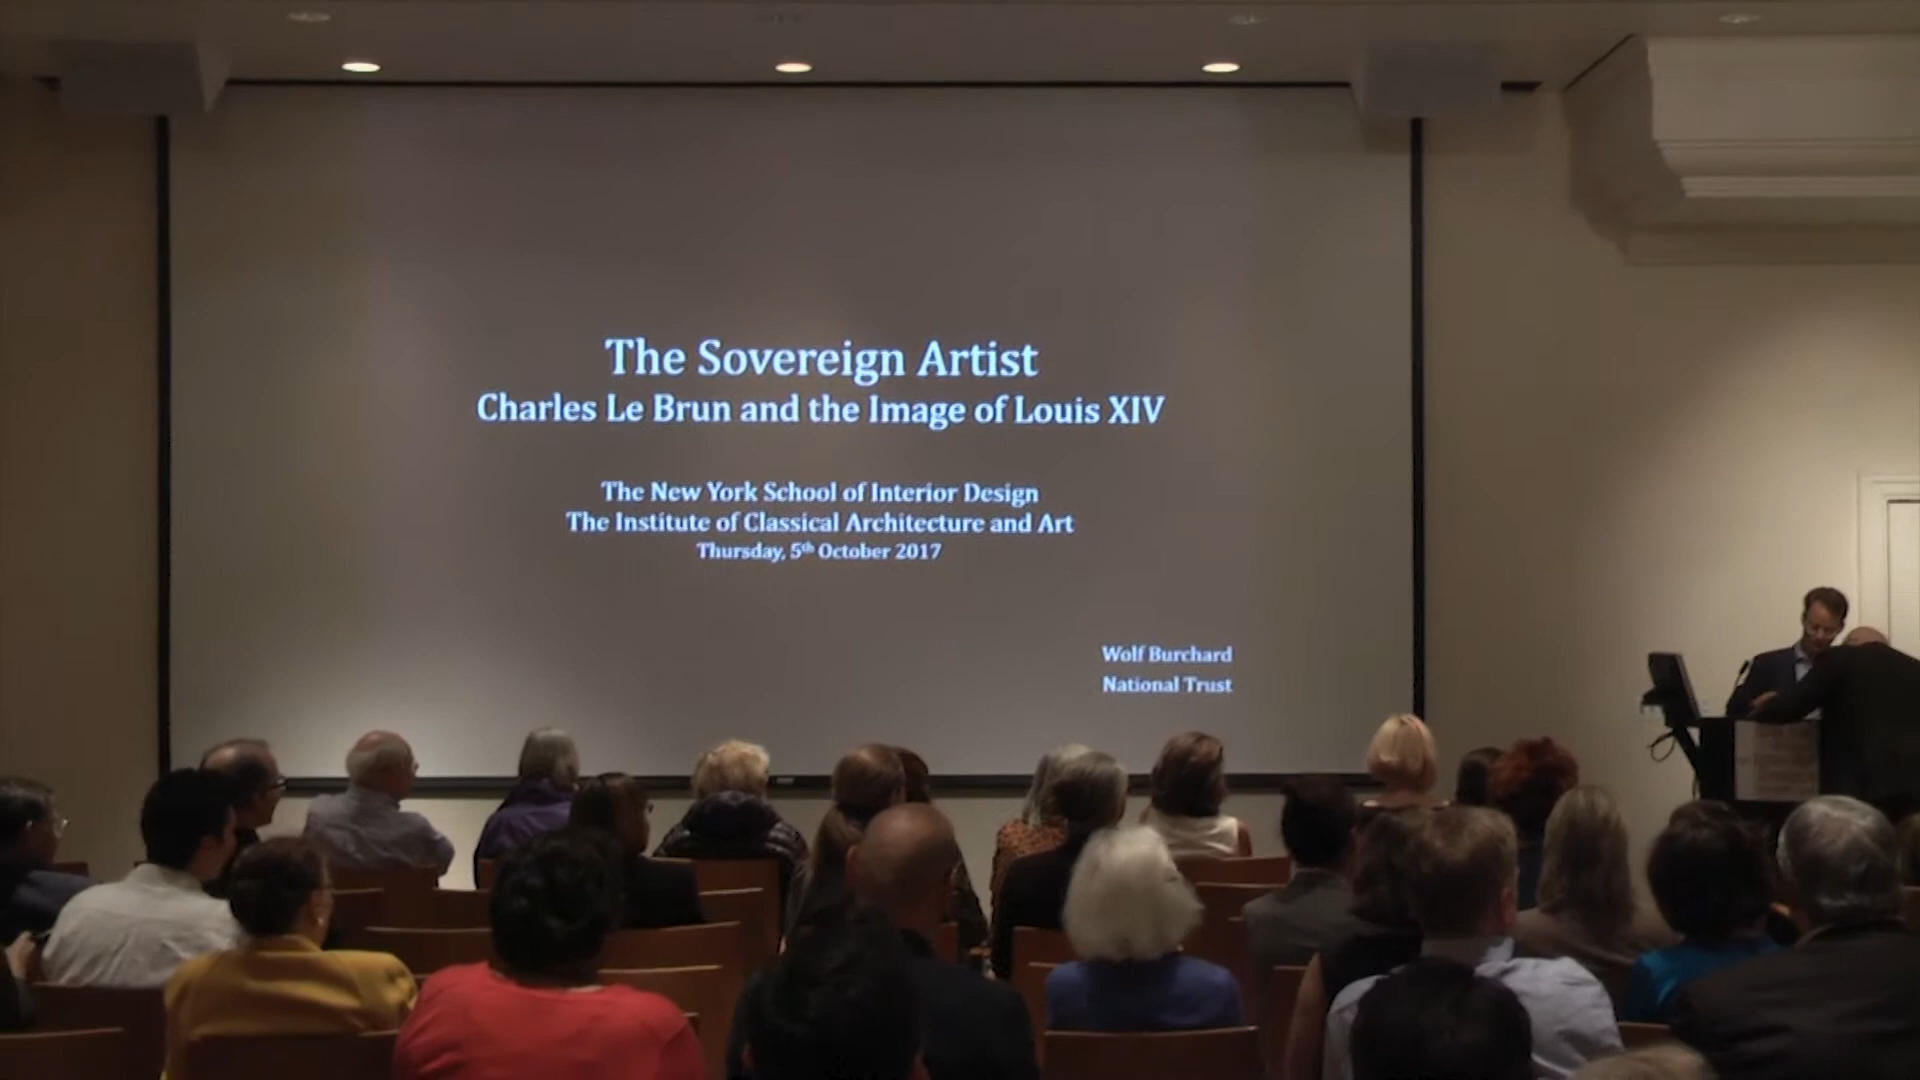 The Sovereign Artist
Charles Le Brun and the Image of Louis XIV
The New York School of Interior Design
The Institute of Classical Architecture and Art
Thursday, 5th October 2017
Wolf Burchard
National Trust